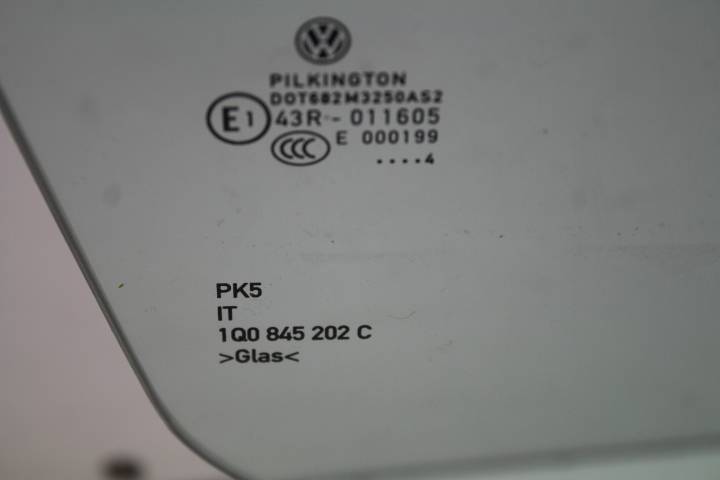 PILKINGTON
DOT682M3250AS2
E1 43R - 011605
CCC E 000199
....4
PK5
IT
1Q0 845 202 C
>Glas<